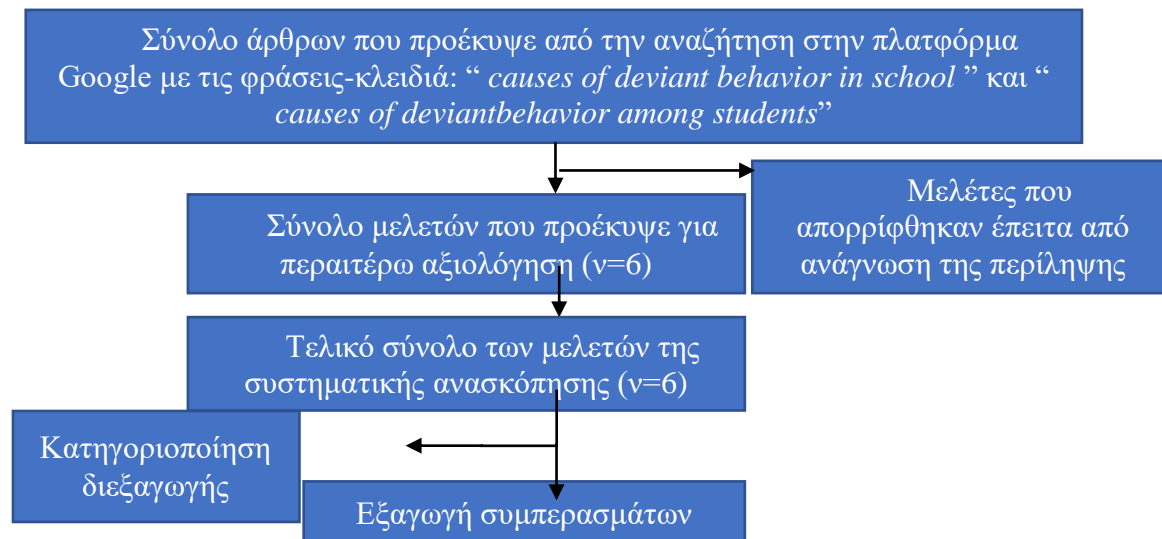 Σύνολο άρθρων που προέκυψε από την αναζήτηση στην πλατφόρμα
Google με τις φράσεις-κλειδιά: “ causes of deviant behavior in school ” και “
causes of deviantbehavior among students”
Μελέτες που
απορρίφθηκαν έπειτα από
ανάγνωση της περίληψης
Σύνολο μελετών που προέκυψε για
περαιτέρω αξιολόγηση (ν=6)
Τελικό σύνολο των μελετών της
συστηματικής ανασκόπησης (ν=6)
Κατηγοριοποίηση
διεξαγωγής
Εξαγωγή συμπερασμάτων